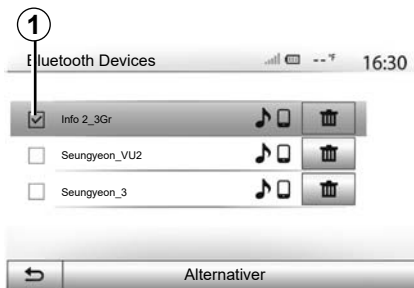 1
Bluetooth Devices -- °F 16:30
Info 2_3Gr
Seungyeon_VU2
Seungyeon_3
Alternativer